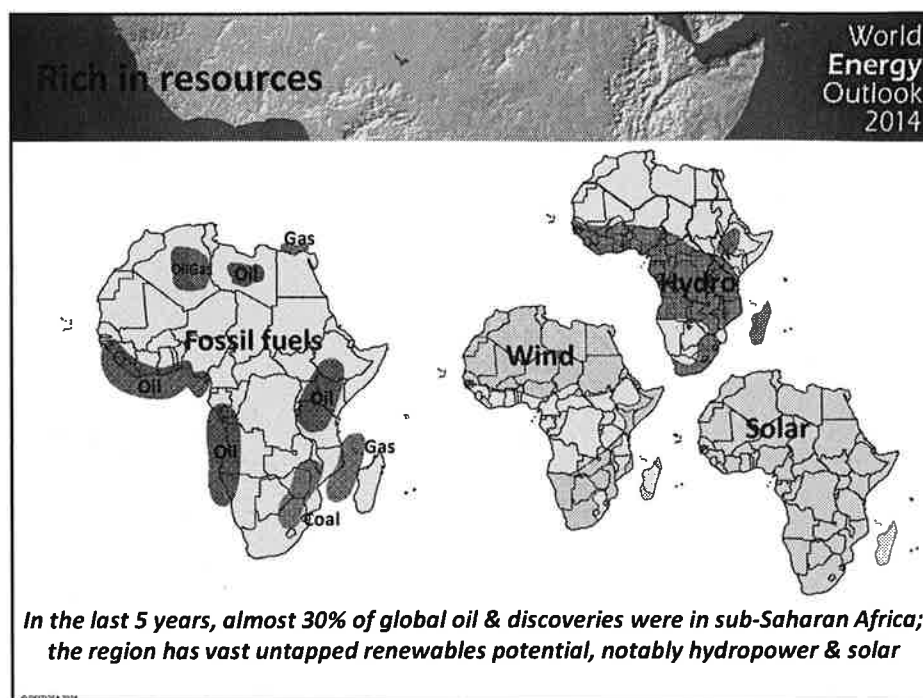 Rich in resources
World
Energy
Outlook
2014
Gas
Oil/Gas
Oil
Fossil fuels
Oil
Oil
Oil
Gas
Coal
Hydro
Wind
Solar
In the last 5 years, almost 30% of global oil & discoveries were in sub-Saharan Africa;
the region has vast untapped renewables potential, notably hydropower & solar